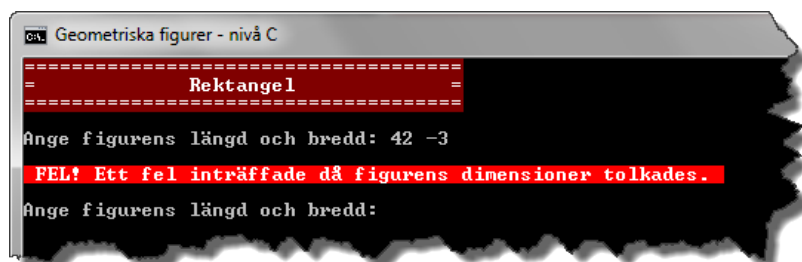 Geometriska figurer - nivå C
=====================================
= Rektangel =
=====================================
Ange figurens längd och bredd: 42 -3
FEL! Ett fel inträffade då figurens dimensioner tolkades.
Ange figurens längd och bredd: